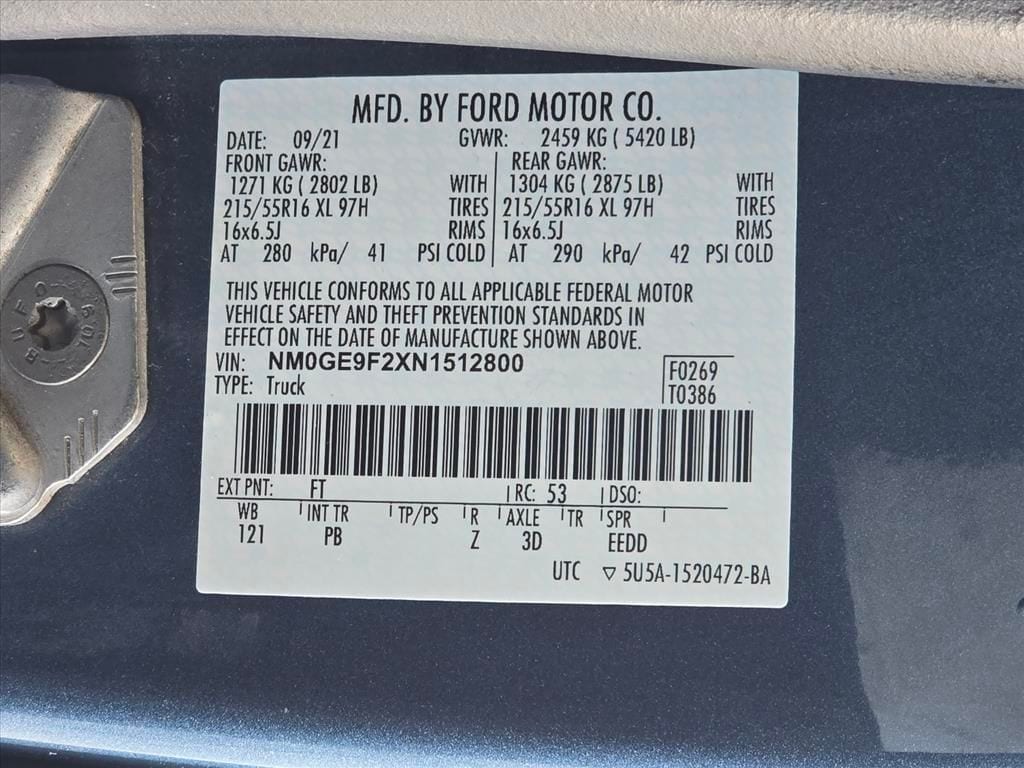 MFD. BY FORD MOTOR CO.
DATE: 09/21 GVWR: 2459 KG ( 5420 LB)
FRONT GAWR: REAR GAWR:
1271 KG ( 2802 LB) WITH 1304 KG ( 2875 LB) WITH
215/55R16 XL 97H TIRES 215/55R16 XL 97H TIRES
16x6.5J RIMS 16x6.5J RIMS
AT 280 kPa/ 41 PSI COLD AT 290 kPa/ 42 PSI COLD
THIS VEHICLE CONFORMS TO ALL APPLICABLE FEDERAL MOTOR
VEHICLE SAFETY AND THEFT PREVENTION STANDARDS IN
EFFECT ON THE DATE OF MANUFACTURE SHOWN ABOVE.
VIN: NM0GE9F2XN1512800
F0269
TYPE: Truck
T0386
EXT PNT: FT RC: 53 DSO:
WB INT TR TP/PS R AXLE TR SPR
121 PB Z 3D EEDD
UTC ▽ 5U5A-1520472-BA